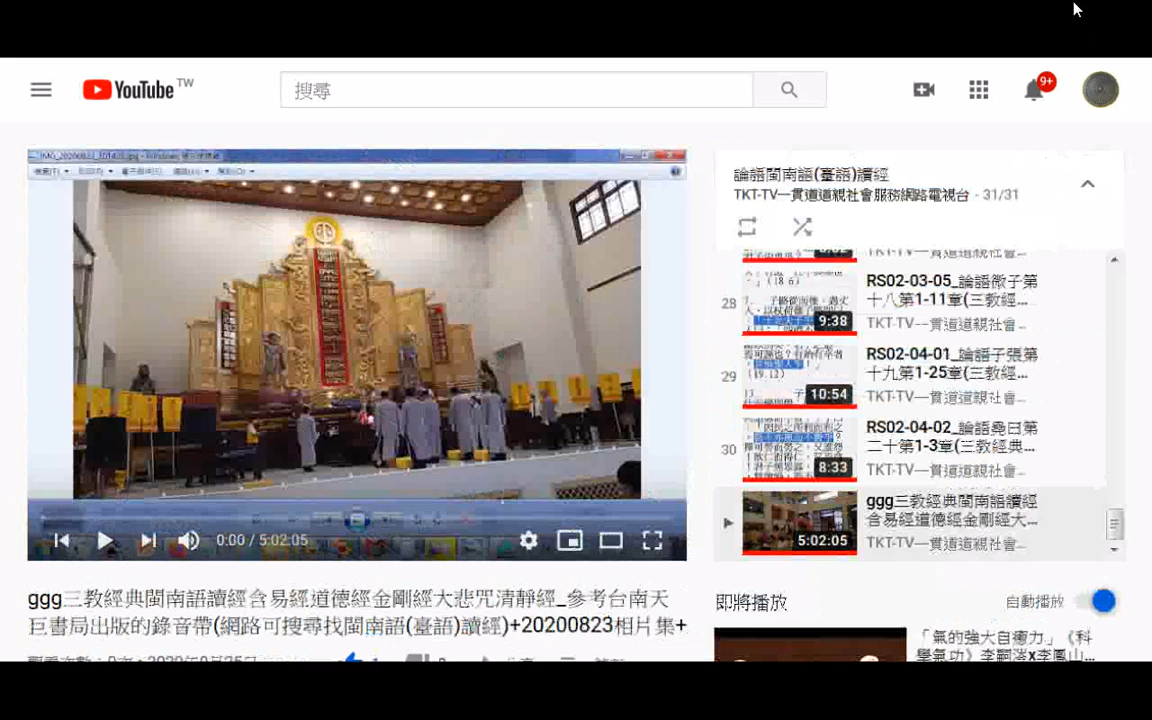 YouTube TW
搜尋
9+
論語閩南語(臺語)讀經
TKT-TV一貫道道親社會服務網路電視台 - 31/31
28
RS02-03-05_論語微子第
十八第1-11章(三教經...
TKT-TV一貫道道親社會...
9:38
29
RS02-04-01_論語子張第
十九第1-25章(三教經...
TKT-TV一貫道道親社會...
10:54
30
RS02-04-02_論語堯曰第
二十第1-3章(三教經典...
TKT-TV一貫道道親社會...
8:33
ggg三教經典閩南語讀經
含易經道德經金剛經大...
TKT-TV一貫道道親社會...
5:02:05
0:00 / 5:02:05
ggg三教經典閩南語讀經含易經道德經金剛經大悲咒清靜經_參考台南天
巨書局出版的錄音帶(網路可搜尋找閩南語(臺語)讀經)+20200823相片集+
即將播放
自動播放
「氣的強大自癒力」《科
學氣功》李嗣涔x李鳳山...